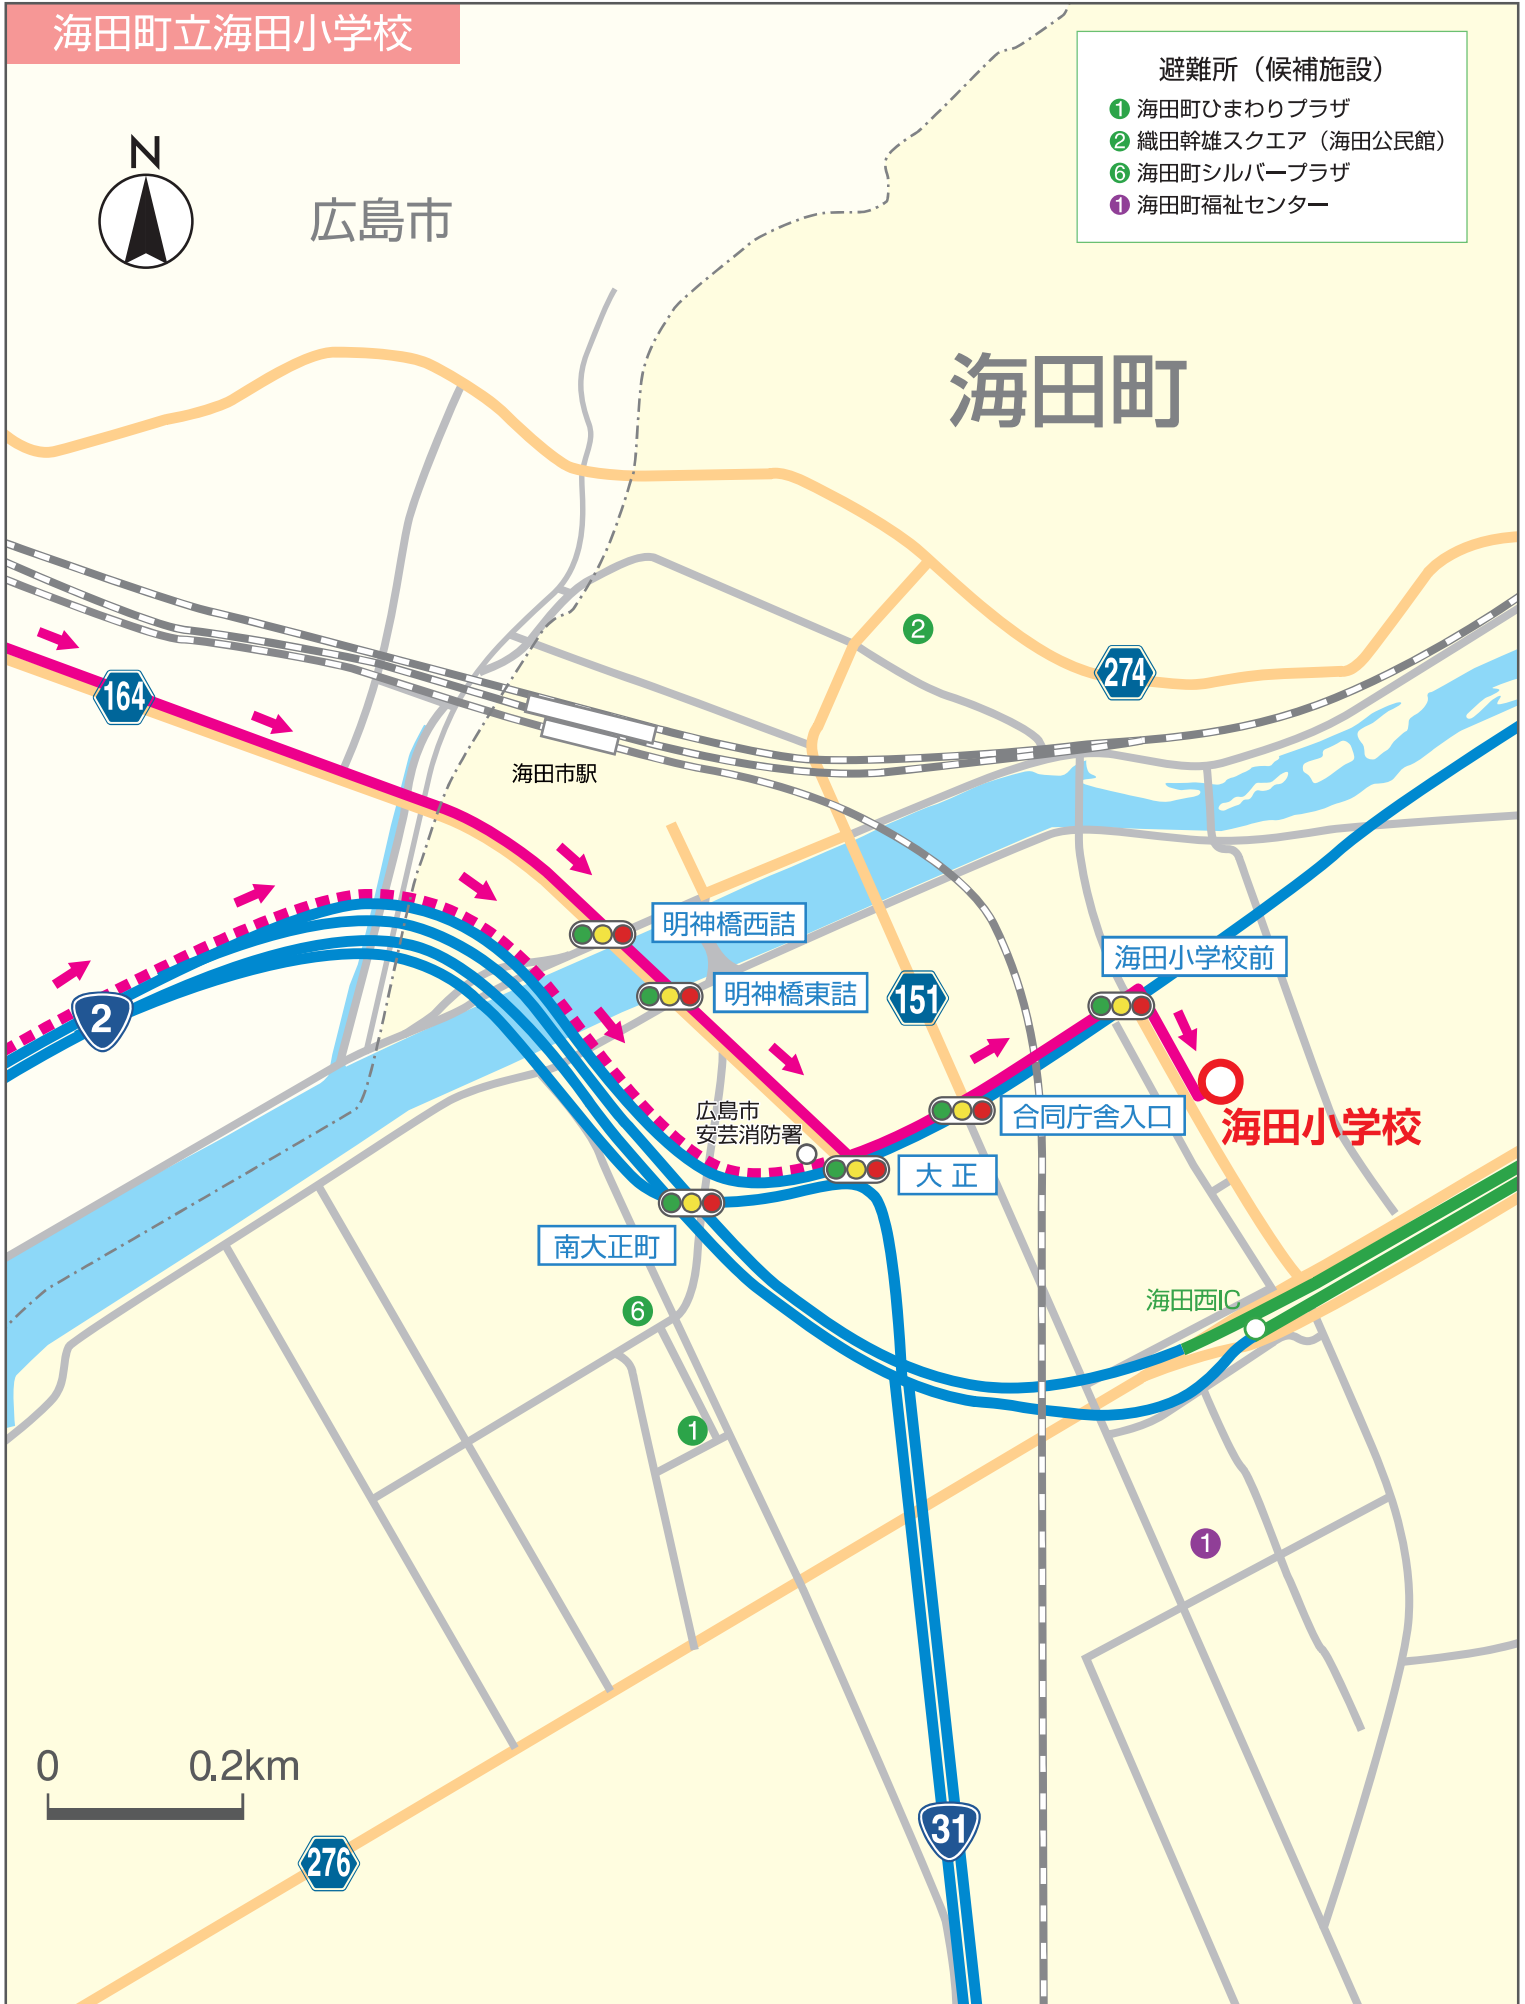 海田町立海田小学校
避難所（候補施設）
1 海田町ひまわりプラザ
2 織田幹雄スクエア（海田公民館）
6 海田町シルバープラザ
1 海田町福祉センター
N
広島市
海田町
2
274
164
海田市駅
明神橋西詰
海田小学校前
明神橋東詰
151
2
広島市
安芸消防署
合同庁舎入口
海田小学校
大正
南大正町
海田西IC
6
1
1
0 0.2km
31
276